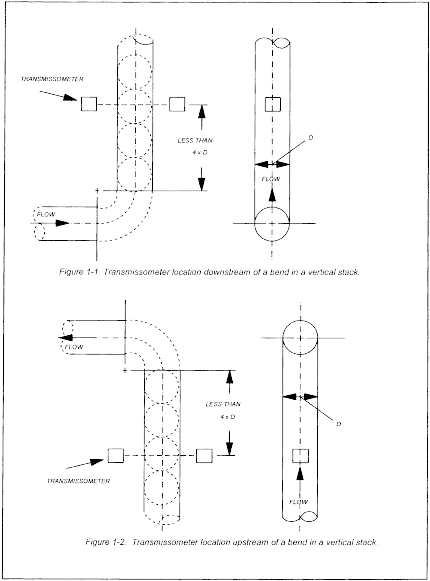 TRANSMISSOMETER
LESS THAN
4 x D
D
FLOW
FLOW
Figure 1-1. Transmissometer location downstream of a bend in a vertical stack.
FLOW
LESS THAN
4 x D
D
TRANSMISSOMETER
FLOW
Figure 1-2. Transmissometer location upstream of a bend in a vertical stack.